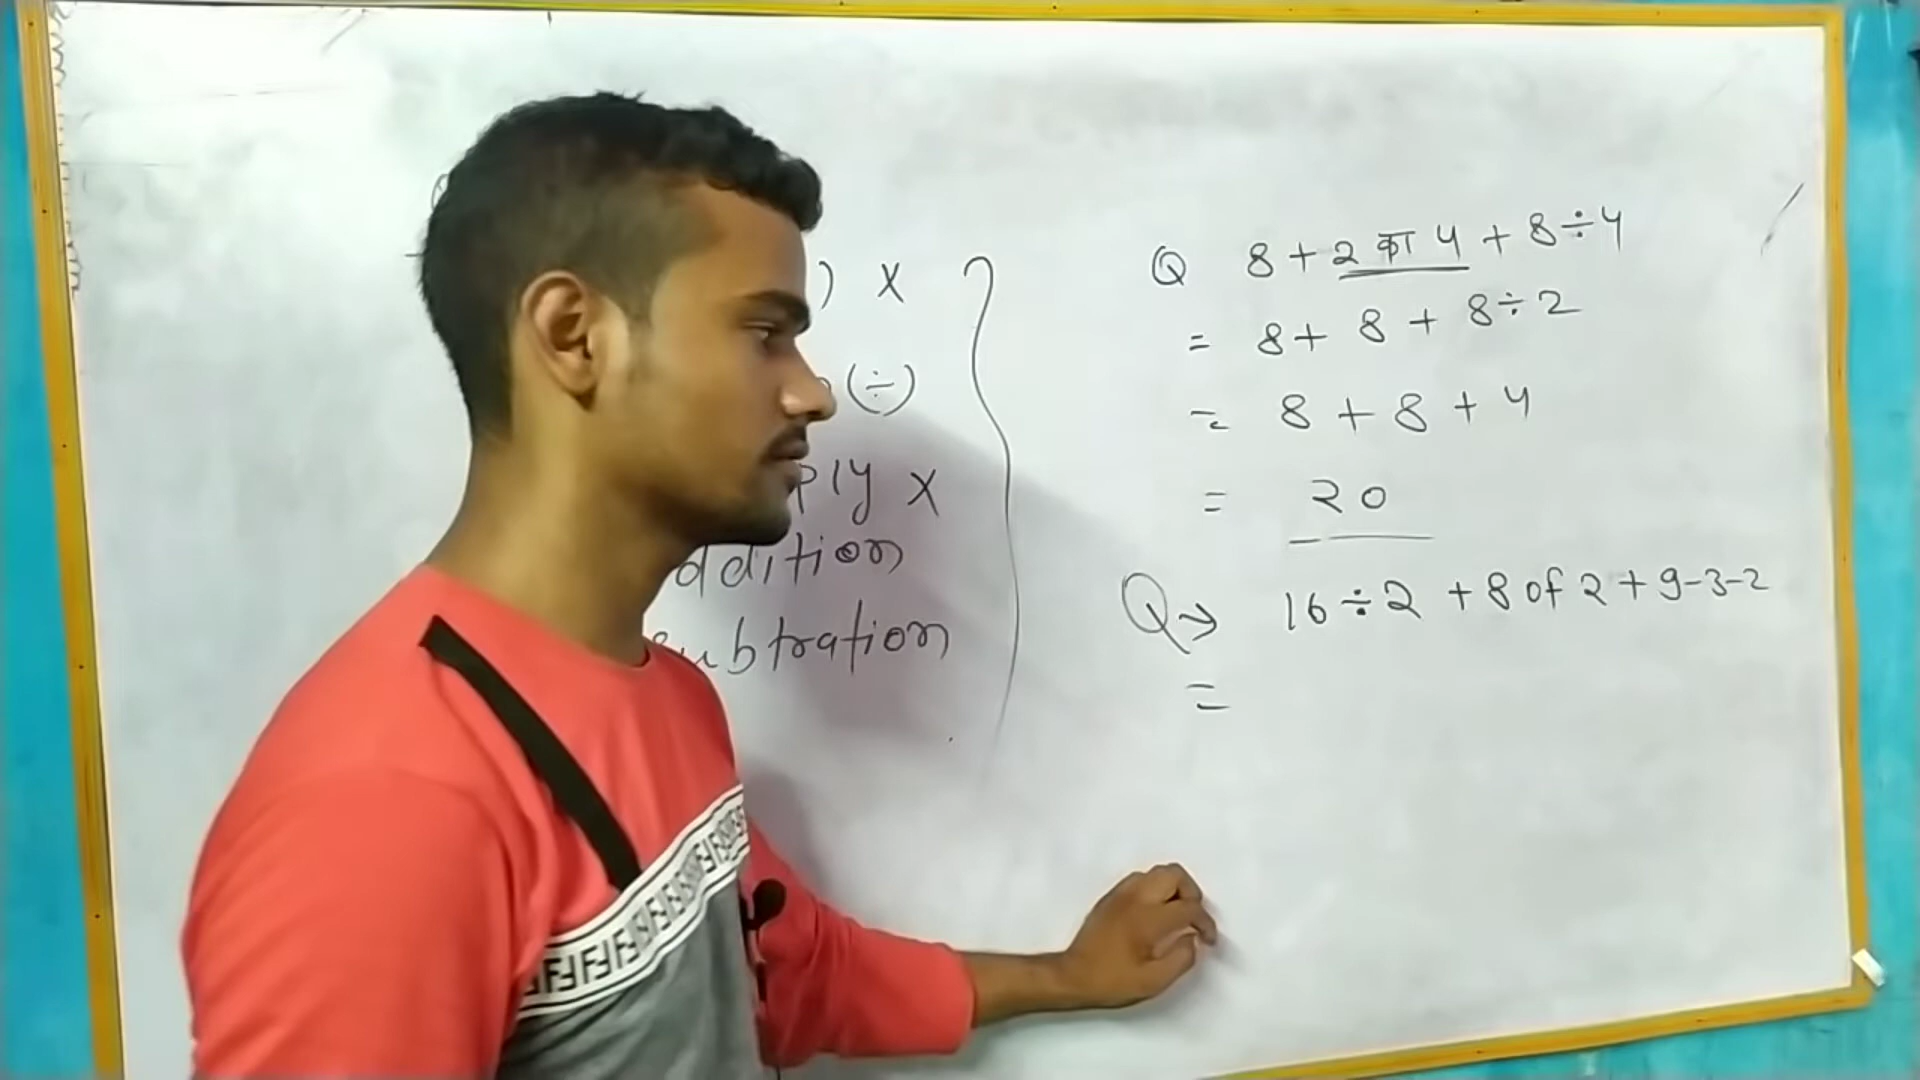 ) X
(÷)
ply X
ddition
ubtration
Q 8 + 2 का 4 + 8 ÷ 4
= 8 + 8 + 8 ÷ 2
= 8 + 8 + 4
= 20
Q → 16 ÷ 2 + 8 of 2 + 9 - 3 - 2
=